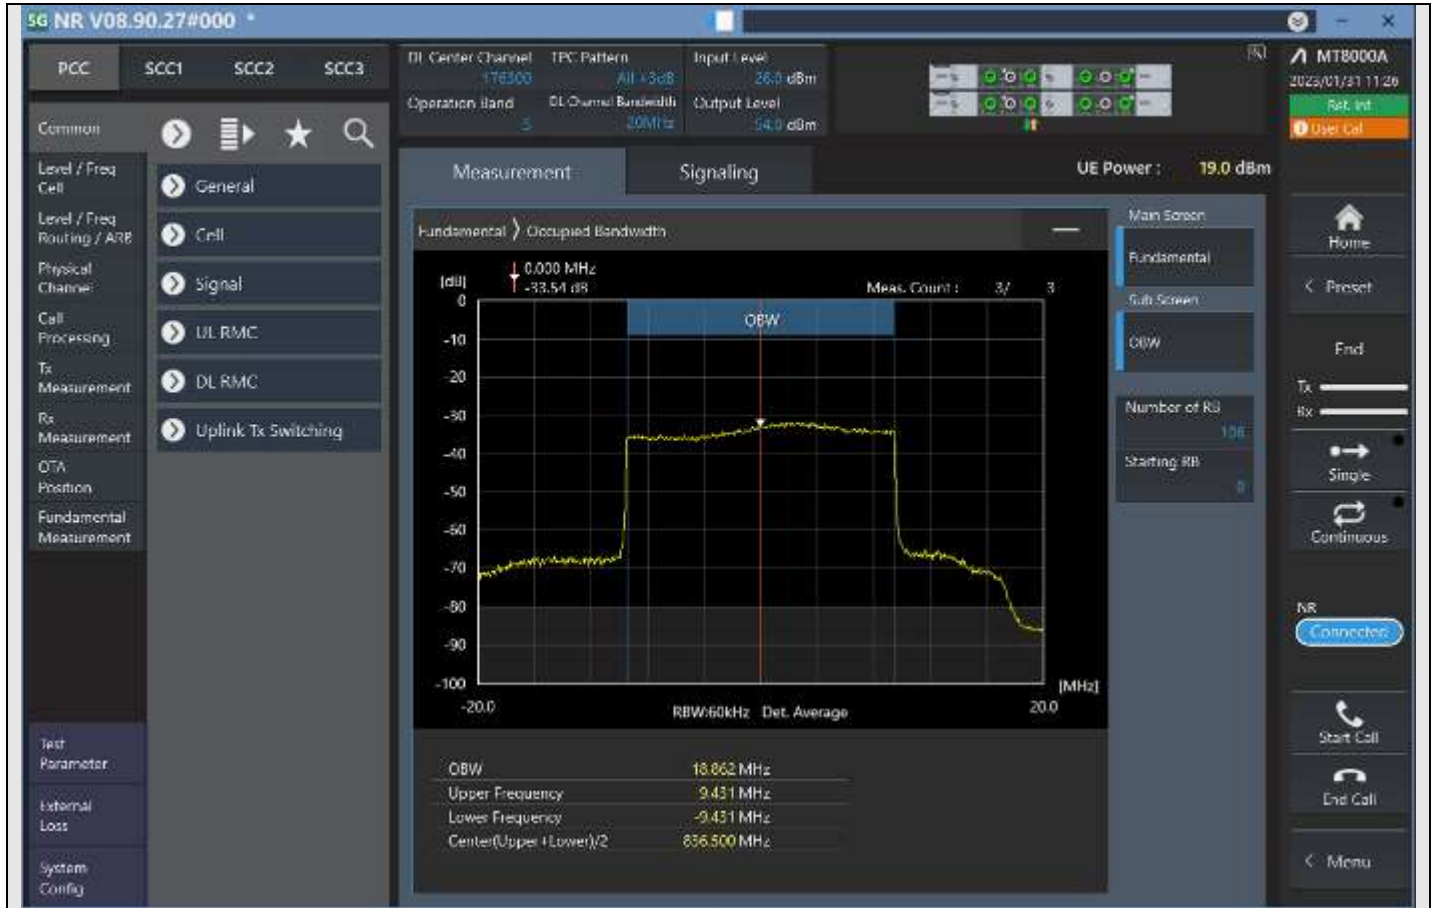 SG NR V08.90.27#000 *
PCC SCC1 SCC2 SCC3
DL Center Channel TPC Pattern Input Level
176500 All +3dB 26.0 dBm
Operation Band DL Channel Bandwidth Output Level
5 20MHz -54.0 dBm
MT8000A
2023/01/31 11:26
Ref. Int
User Cal
Common
Level / Freq
Cell
Level / Freq
Routing / ARB
Physical
Channel
Call
Processing
Tx
Measurement
Rx
Measurement
OTA
Position
Fundamental
Measurement
Test
Parameter
External
Loss
System
Config
General
Cell
Signal
UL RMC
DL RMC
Uplink Tx Switching
Measurement Signaling
UE Power : 19.0 dBm
Fundamental ❯ Occupied Bandwidth
0.000 MHz
[dB] -33.54 dB Meas. Count : 3/ 3
OBW
0
-10
-20
-30
-40
-50
-60
-70
-80
-90
-100
[MHz]
-20.0 RBW:60kHz Det. Average 20.0
OBW 18.862 MHz
Upper Frequency 9.431 MHz
Lower Frequency -9.431 MHz
Center(Upper+Lower)/2 836.500 MHz
Main Screen
Fundamental
Sub Screen
OBW
Number of RB
106
Starting RB
0
Home
< Preset
End
Tx
Rx
Single
Continuous
NR
Connected
Start Call
End Call
< Menu